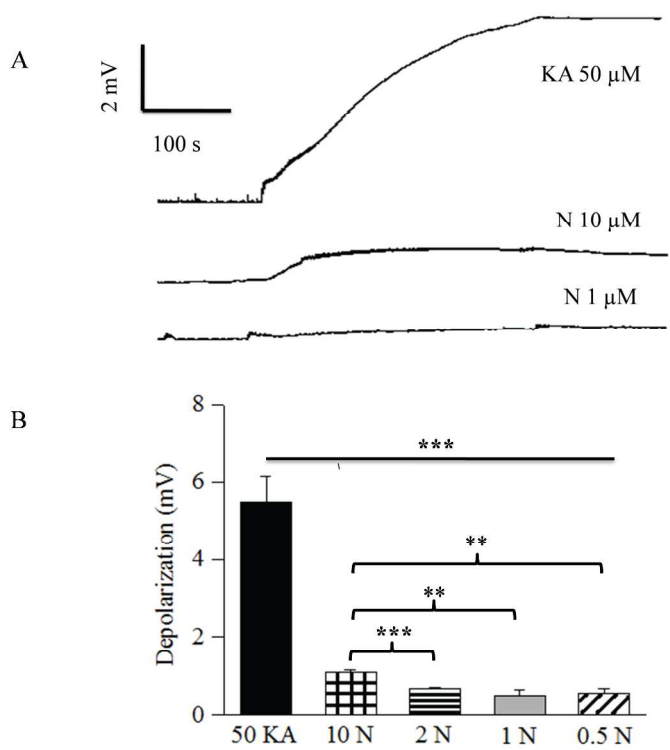 A
2 mV
100 s
KA 50 µM
N 10 µM
N 1 µM
B
Depolarization (mV)
8
6
4
2
0
***
**
**
***
50 KA 10 N 2 N 1 N 0.5 N